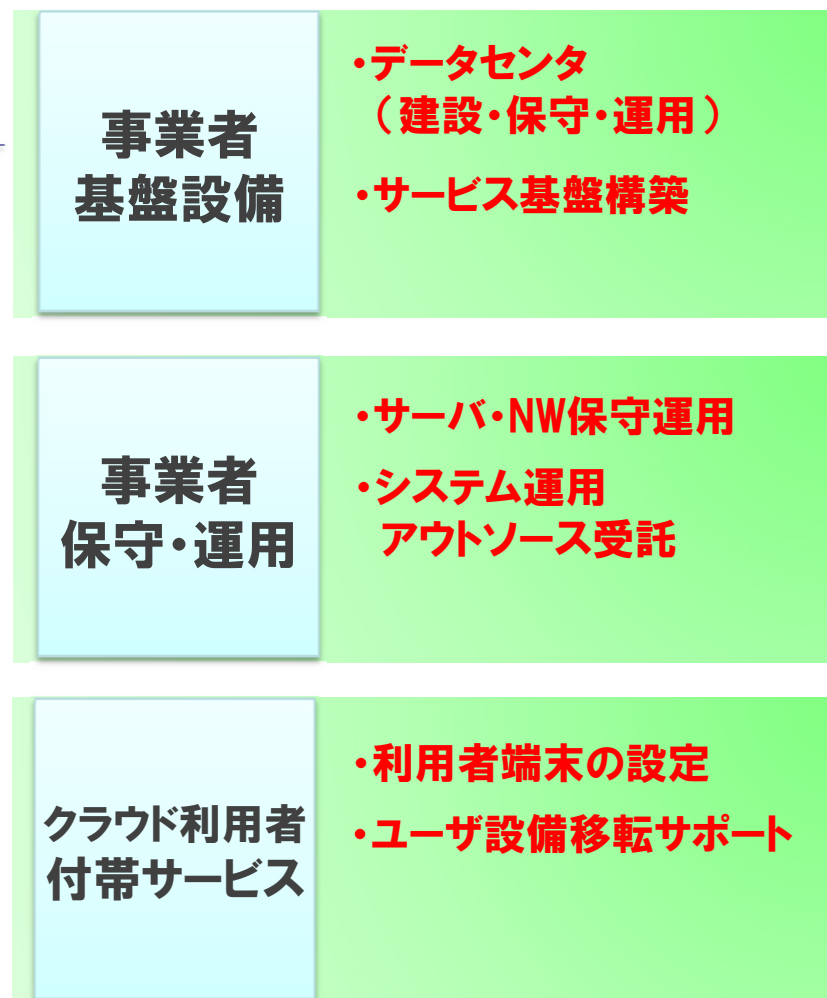 事業者
基盤設備
・データセンタ
（建設・保守・運用）
・サービス基盤構築
事業者
保守・運用
・サーバ・NW保守運用
・システム運用
アウトソース受託
クラウド利用者
付帯サービス
・利用者端末の設定
・ユーザ設備移転サポート